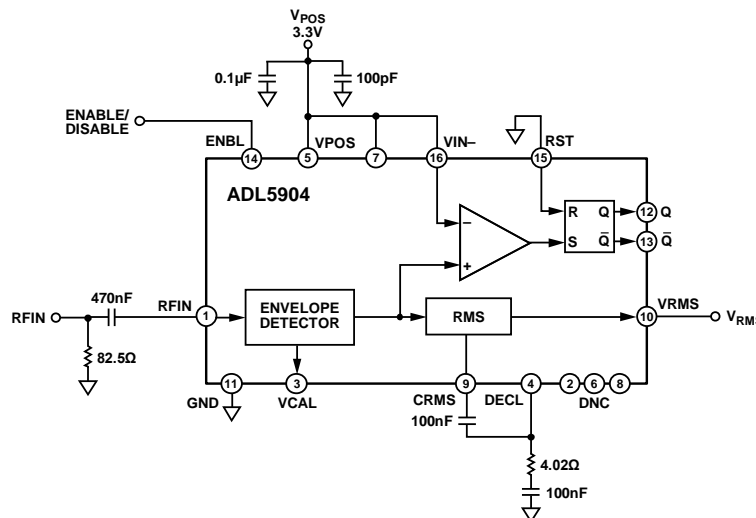 VPOS
3.3V
0.1µF
100pF
ENABLE/
DISABLE
ENBL
VPOS
VIN–
RST
14
5
7
16
15
ADL5904
R
Q
12
Q
–
S
Q̅
13
Q̅
+
470nF
RFIN
RFIN
1
ENVELOPE
DETECTOR
RMS
VRMS
10
VRM
82.5Ω
11
3
9
4
2
6
8
GND
VCAL
CRMS
DECL
DNC
100nF
4.02Ω
100nF